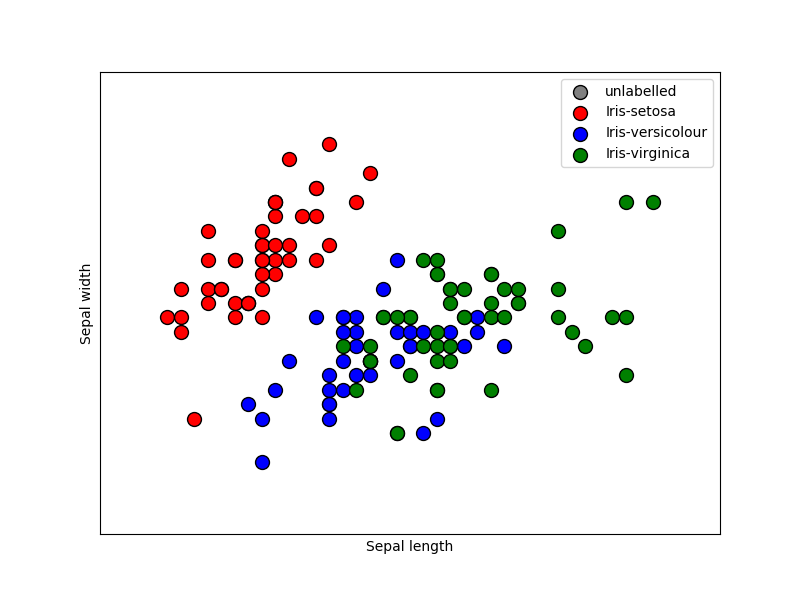 unlabelled
Iris-setosa
Iris-versicolour
Iris-virginica
Sepal width
Sepal length